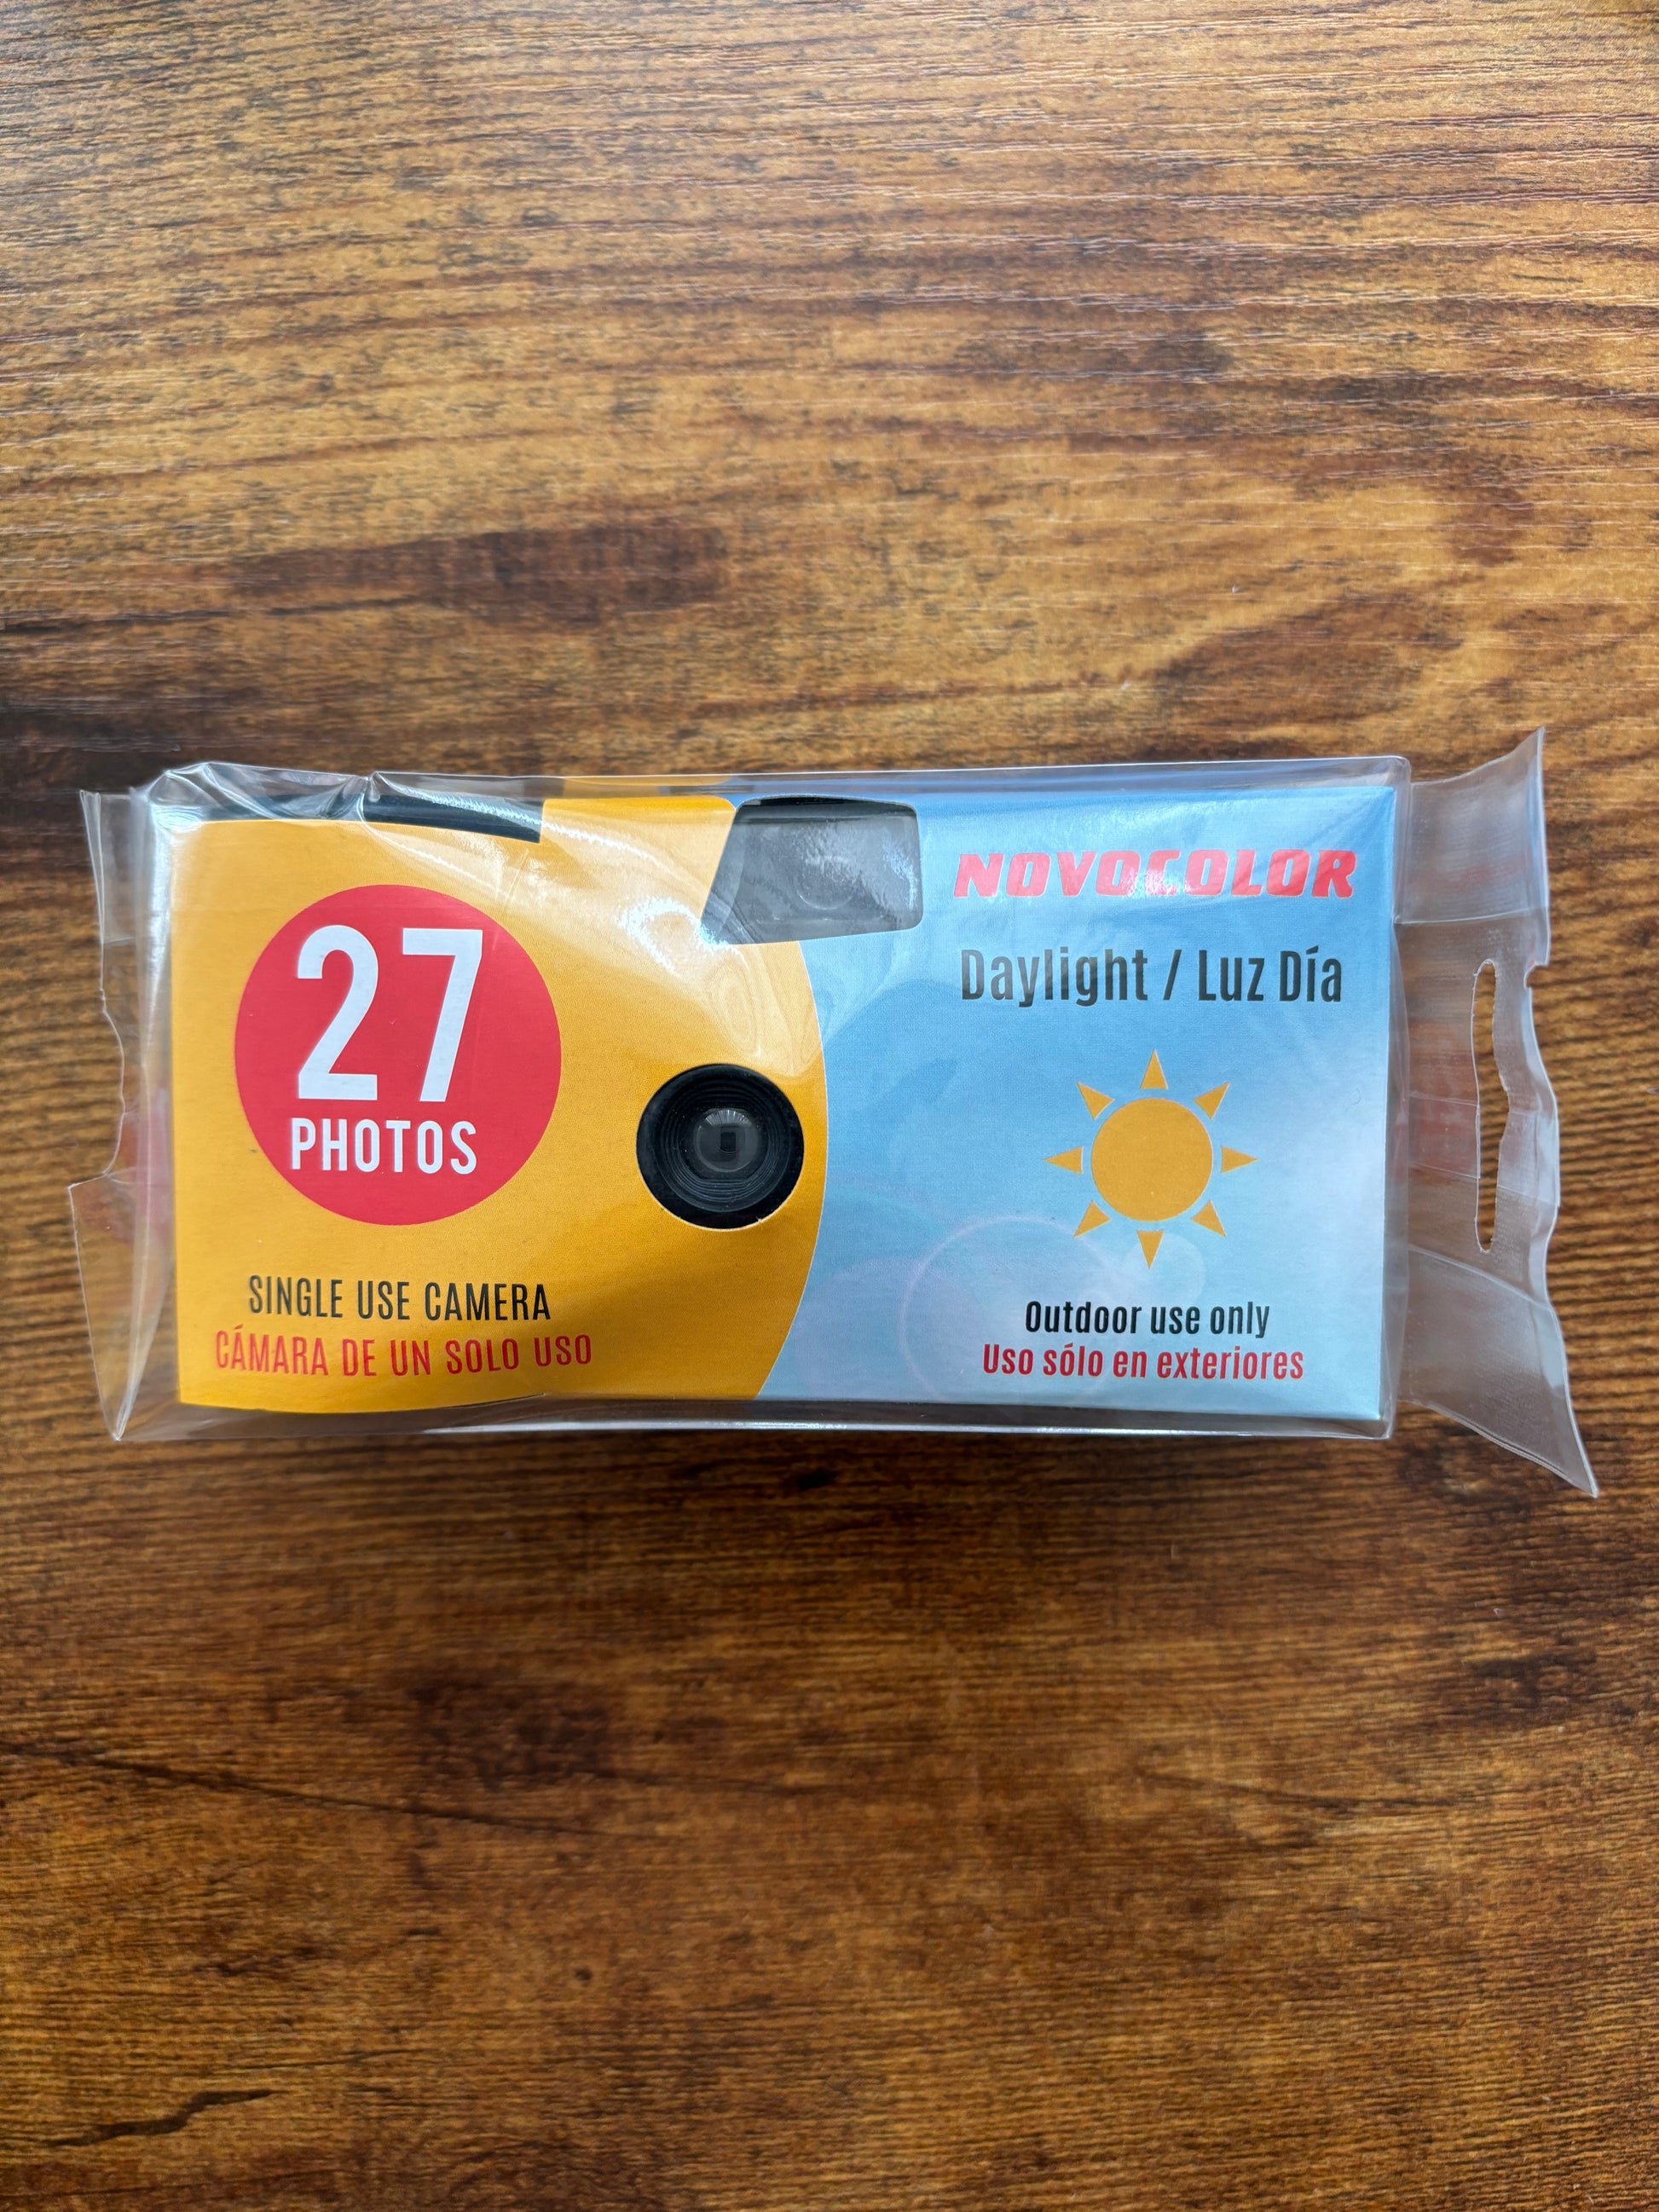 27
PHOTOS
SINGLE USE CAMERA
CÁMARA DE UN SOLO USO
NOVOCOLOR
Daylight / Luz Día
Outdoor use only
Uso sólo en exteriores